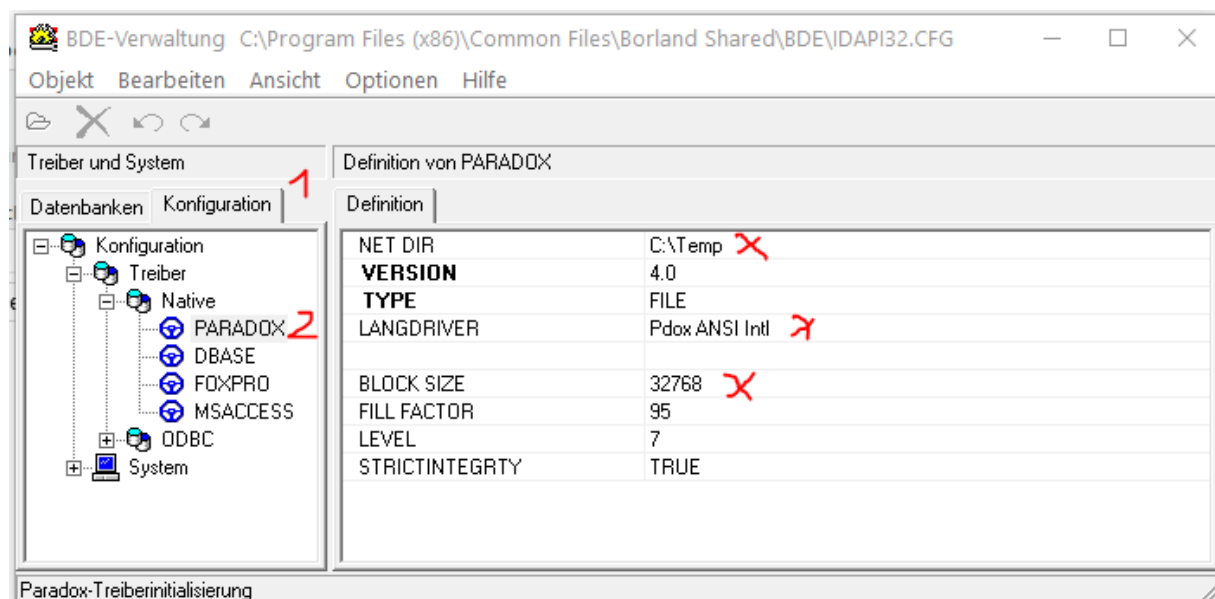 BDE-Verwaltung C:\Program Files (x86)\Common Files\Borland Shared\BDE\IDAPI32.CFG
Objekt Bearbeiten Ansicht Optionen Hilfe
Treiber und System
Definition von PARADOX
1
Datenbanken Konfiguration
Definition
Konfiguration
Treiber
Native
PARADOX 2
DBASE
FOXPRO
MSACCESS
ODBC
System
NET DIR C:\Temp X
VERSION 4.0
TYPE FILE
LANGDRIVER Pdox ANSI Intl X
BLOCK SIZE 32768 X
FILL FACTOR 95
LEVEL 7
STRICTINTEGRTY TRUE
Paradox-Treiberinitialisierung